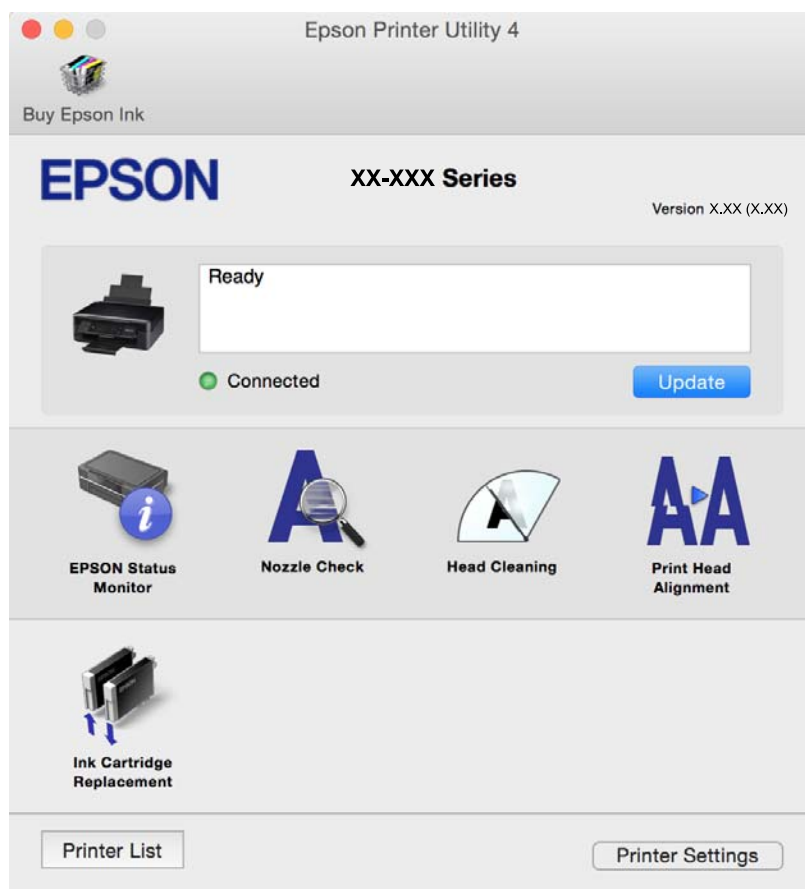 Epson Printer Utility 4
Buy Epson Ink
EPSON
XX-XXX Series
Version X.XX (X.XX)
Ready
Connected
Update
EPSON Status
Monitor
Nozzle Check
Head Cleaning
Print Head
Alignment
Ink Cartridge
Replacement
Printer List
Printer Settings